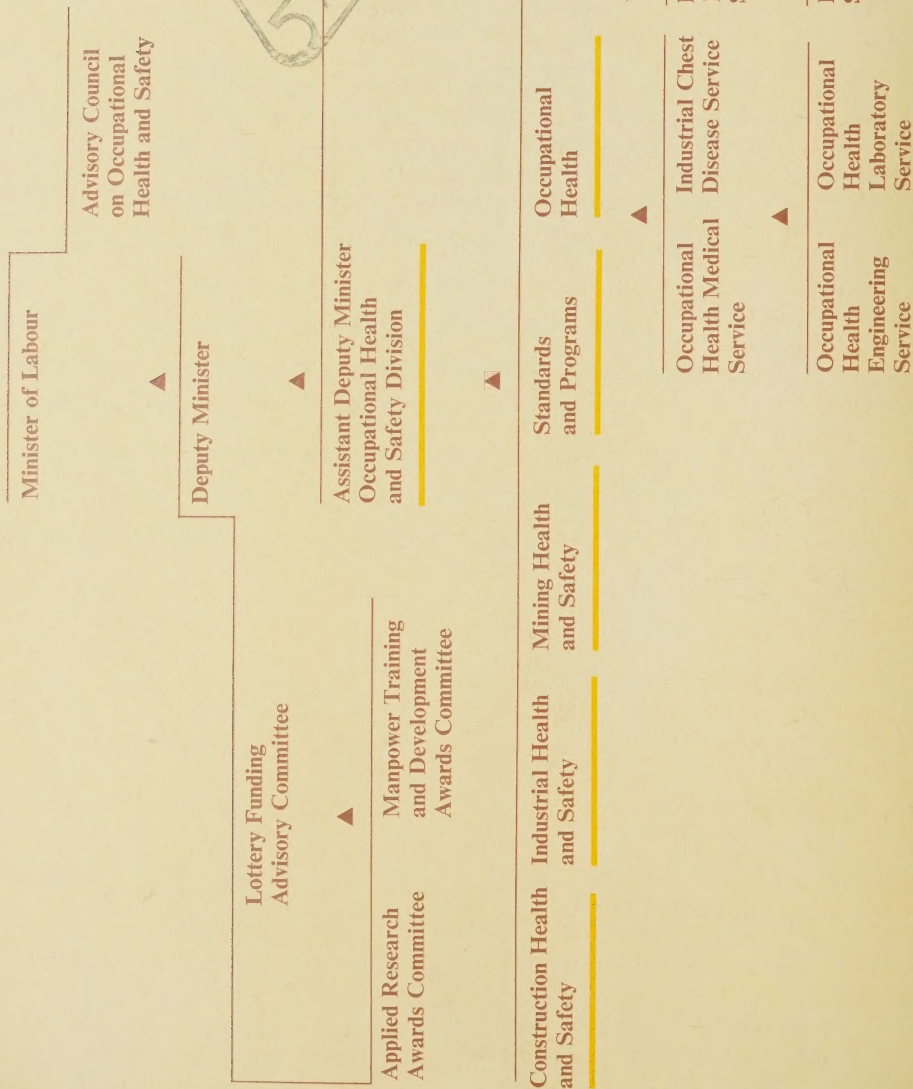 Minister of Labour
Advisory Council
on Occupational
Health and Safety
Deputy Minister
Lottery Funding
Advisory Committee
Assistant Deputy Minister
Occupational Health
and Safety Division
Applied Research
Awards Committee
Manpower Training
and Development
Awards Committee
Construction Health
and Safety
Industrial Health
and Safety
Mining Health
and Safety
Standards
and Programs
Occupational
Health
Occupational
Health Medical
Service
Industrial Chest
Disease Service
Occupational
Health
Engineering
Service
Occupational
Health
Laboratory
Service